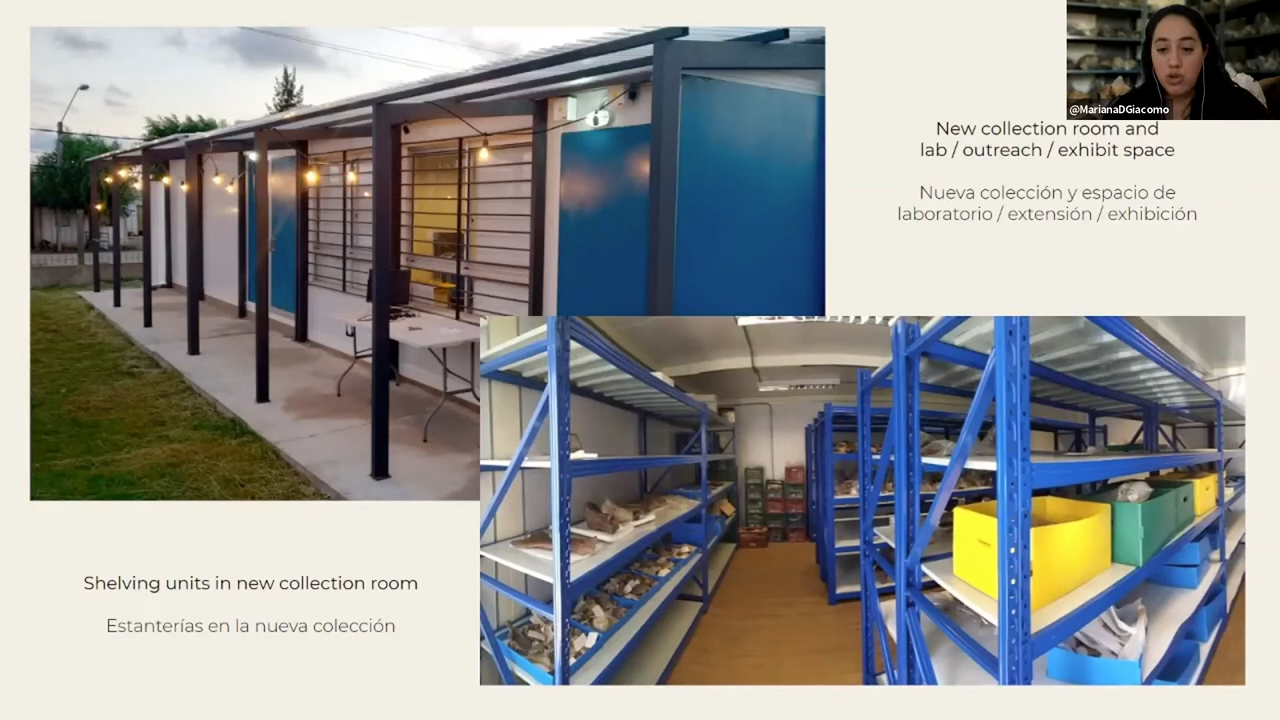 @MarianaDGiacomo
New collection room and
lab / outreach / exhibit space
Nueva colección y espacio de
laboratorio / extensión / exhibición
Shelving units in new collection room
Estanterías en la nueva colección